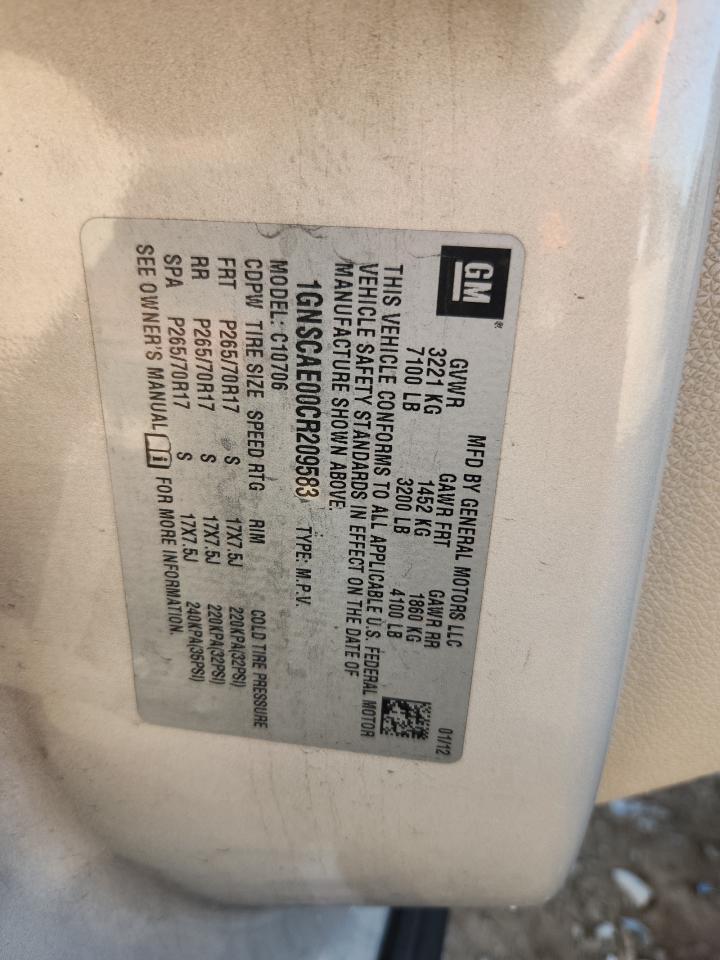 GM®
MFD BY GENERAL MOTORS LLC 01/12
GVWR GAWR FRT GAWR RR
3221 KG 1452 KG 1860 KG
7100 LB 3200 LB 4100 LB
THIS VEHICLE CONFORMS TO ALL APPLICABLE U.S. FEDERAL MOTOR
VEHICLE SAFETY STANDARDS IN EFFECT ON THE DATE OF
MANUFACTURE SHOWN ABOVE.
1GNSCAE00CR209583 TYPE: M.P.V.
MODEL: C10706
CDPW TIRE SIZE SPEED RTG RIM COLD TIRE PRESSURE
FRT P265/70R17 S 17X7.5J 220KPA(32PSI)
RR P265/70R17 S 17X7.5J 220KPA(32PSI)
SPA P265/70R17 S 17X7.5J 240KPA(35PSI)
SEE OWNER'S MANUAL i FOR MORE INFORMATION.